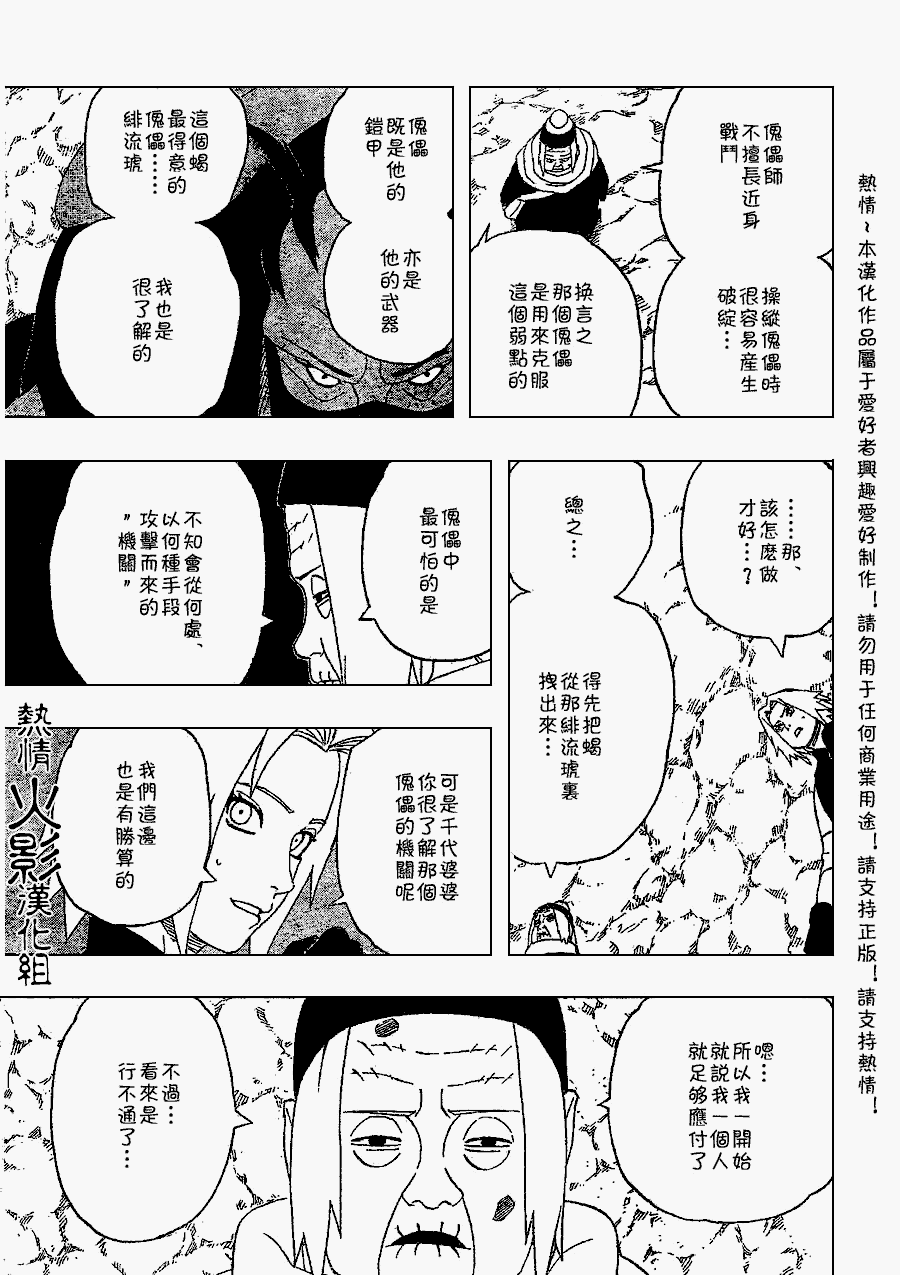 傀儡師
不擅長近身
戰鬥
操縱傀儡時
很容易產生
破綻…
換言之
那個傀儡
是用來克服
這個弱點的
傀儡
既是他的
鎧甲
亦是
他的武器
這個蝎
最得意的
傀儡……
緋流琥
我也是
很了解的
……那、
該怎麽做
才好…?
總之…
得先把蝎
從那緋流琥裏
拽出來…
傀儡中
最可怕的是
不知會從何處、
以何種手段
攻擊而來的
”機關”
可是千代婆婆
你很了解那個
傀儡的機關呢
我們這邊
也是有勝算的
嗯…
所以我一開始
就說我一個人
就足够應付了
不過…
看來是
行不通了…
熱情火影漢化組
熱情~本漢化作品屬于愛好者興趣愛好制作!請勿用于任何商業用途!請支持正版!請支持熱情!